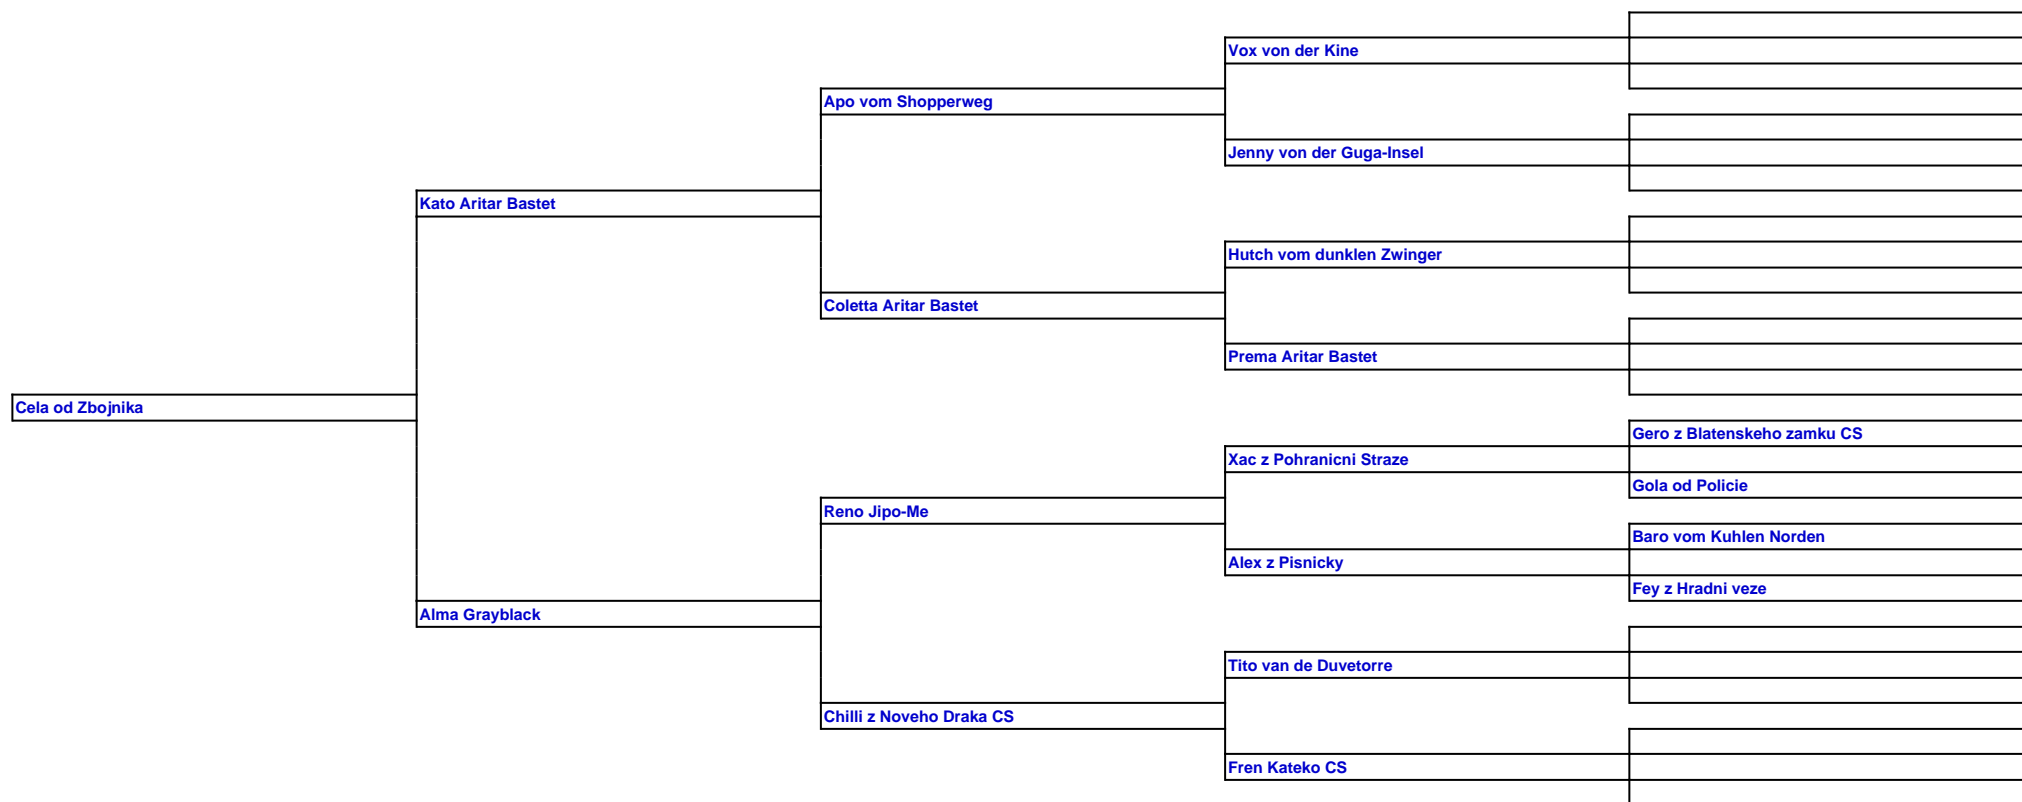 Vox von der Kine
Apo vom Shopperweg
Jenny von der Guga-Insel
Kato Aritar Bastet
Hutch vom dunklen Zwinger
Coletta Aritar Bastet
Prema Aritar Bastet
Cela od Zbojnika
Gero z Blatenskeho zamku CS
Xac z Pohranicni Straze
Gola od Policie
Reno Jipo-Me
Baro vom Kuhlen Norden
Alex z Pisnicky
Fey z Hradni veze
Alma Grayblack
Tito van de Duvetorre
Chilli z Noveho Draka CS
Fren Kateko CS